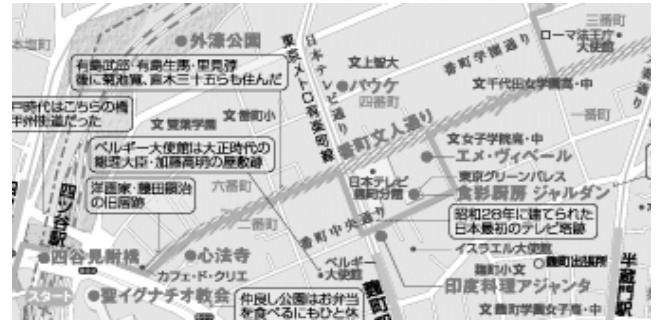 三番町
ローマ法王庁
大使館
外濠公園
本塩町
日本テレビ通り
東京メトロ有楽町線
文上智大
番町学園通り
有島武郎・有島生馬・里見弴
後に菊池寛、直木三十五らも住んだ
パウケ
四番町
文千代田女学園高・中
戸時代はこちらの橋
甲州街道だった
文雙葉学園
文番町小
番町文人通り
一番町
文女子学院高・中
ベルギー大使館は大正時代の
総理大臣・加藤高明の屋敷跡
エメ・ヴィベール
東京グリーンパレス
日本テレビ
麹町分館
食彩厨房 ジャルダン
六番町
洋画家・藤田嗣治
の旧居跡
四ツ谷駅
二番町
番町中央通り
昭和28年に建てられた
日本最初のテレビ塔跡
イスラエル大使館
四谷見附橋
心法寺
カフェ・ド・クリエ
ベルギー
大使館
麹町小文
麹町出張所
半蔵門駅
印度料理アジャンタ
麹町駅
スタート
聖イグナチオ教会
仲良し公園はお弁当
を食べるにもひと休
文麹町学園女子高・中